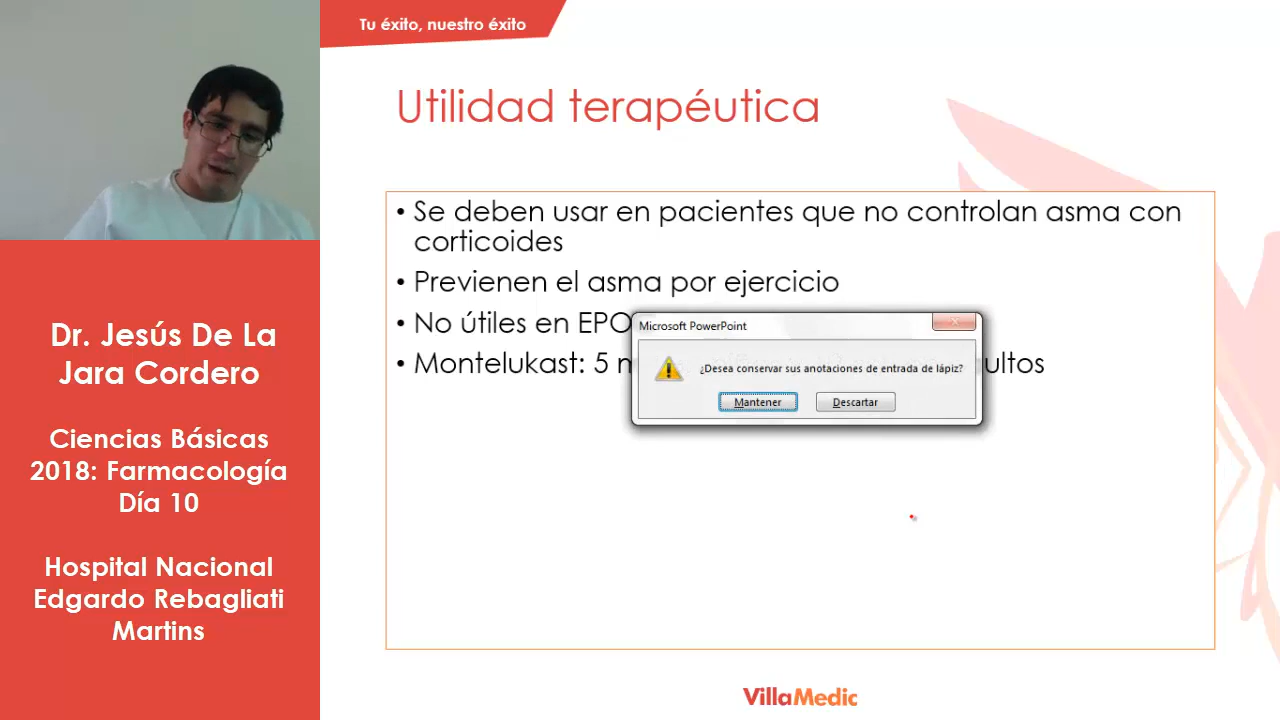 Tu éxito, nuestro éxito
Utilidad terapéutica
• Se deben usar en pacientes que no controlan asma con
corticoides
• Previenen el asma por ejercicio
• No útiles en EPO
• Montelukast: 5
Microsoft PowerPoint
¿Desea conservar sus anotaciones de entrada de lápiz?
Mantener
Descartar
Dr. Jesús De La
Jara Cordero
Ciencias Básicas
2018: Farmacología
Día 10
Hospital Nacional
Edgardo Rebagliati
Martins
VillaMedic